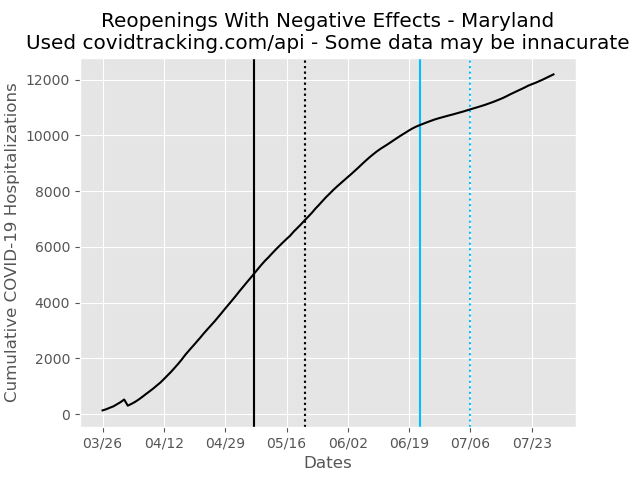 Reopenings With Negative Effects - Maryland
Used covidtracking.com/api - Some data may be innacurate
Cumulative COVID-19 Hospitalizations
12000
10000
8000
6000
4000
2000
0
03/26 04/12 04/29 05/16 06/02 06/19 07/06 07/23
Dates